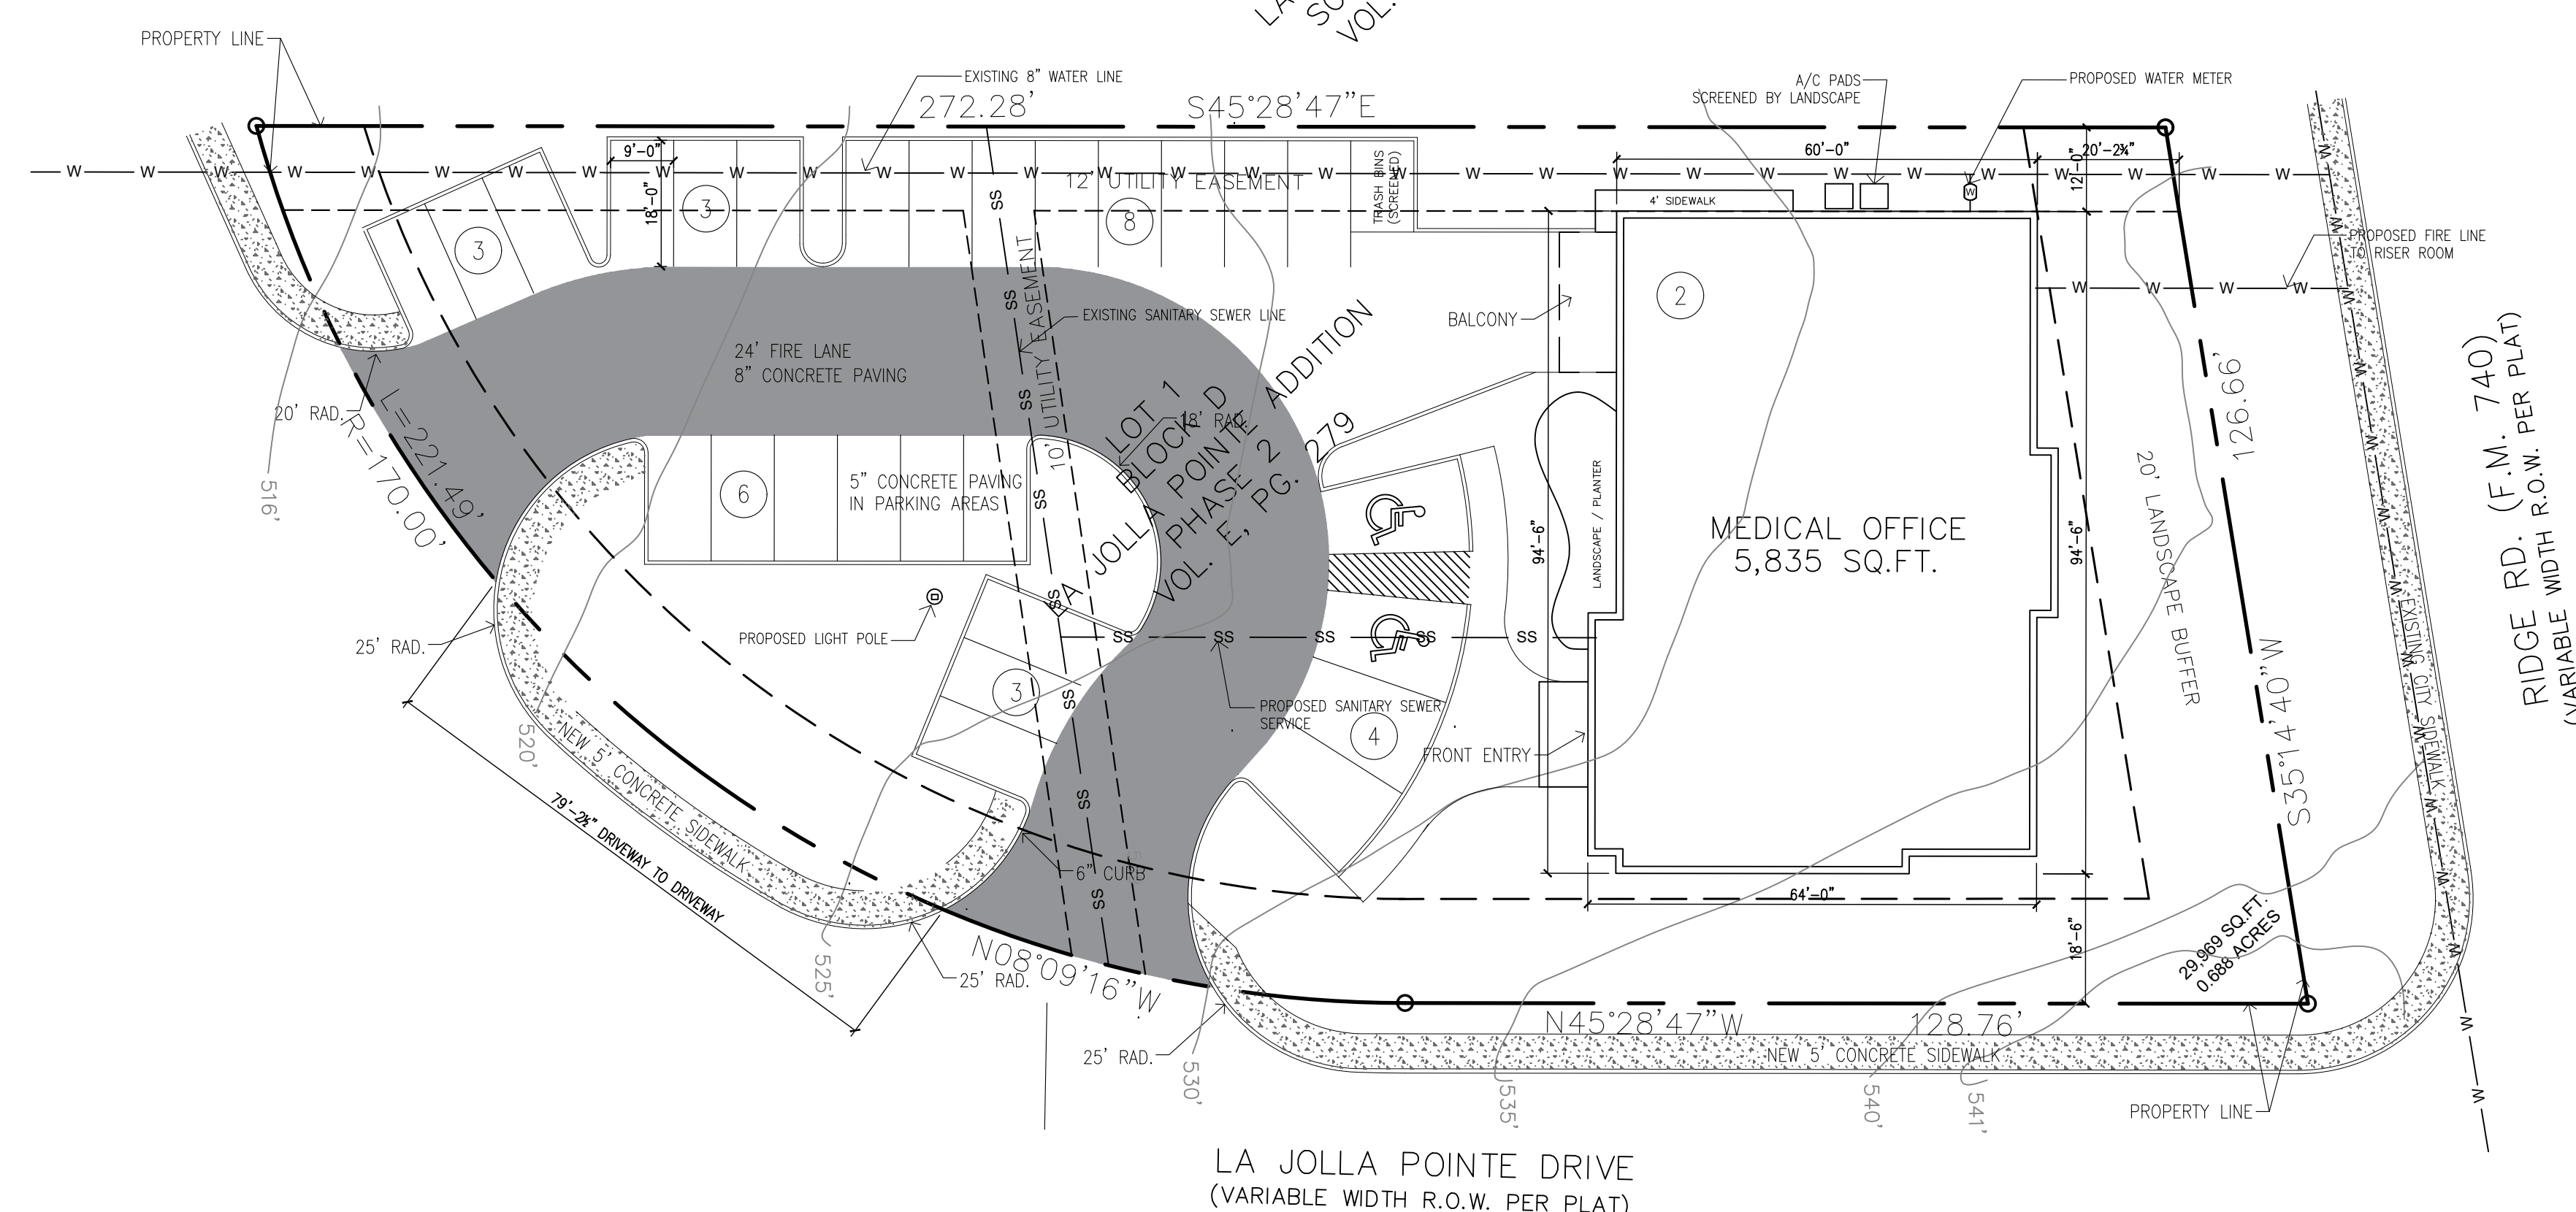 VOL.
PROPERTY LINE
EXISTING 8" WATER LINE
272.28'
S45°28'47"E
A/C PADS
SCREENED BY LANDSCAPE
PROPOSED WATER METER
9'-0"
18'-0"
3
3
12' UTILITY EASEMENT
8
TRASH BINS
(SCREENED)
60'-0"
20'-2¾"
12'-0"
4' SIDEWALK
PROPOSED FIRE LINE
TO RISER ROOM
2
BALCONY
EXISTING SANITARY SEWER LINE
10' UTILITY EASEMENT
24' FIRE LANE
8" CONCRETE PAVING
20' RAD.
L=221.49'
R=170.00'
18' RAD.
LOT 1
BLOCK D
LA JOLLA POINTE ADDITION
PHASE 2
VOL. E, PG. 279
6
5" CONCRETE PAVING
IN PARKING AREAS
516'
LANDSCAPE / PLANTER
94'-6"
MEDICAL OFFICE
5,835 SQ.FT.
94'-6"
20' LANDSCAPE BUFFER
126.66'
S35°14'40"W
RIDGE RD. (F.M. 740)
(VARIABLE WIDTH R.O.W. PER PLAT)
EXISTING CITY SIDEWALK
PROPOSED LIGHT POLE
25' RAD.
3
PROPOSED SANITARY SEWER
SERVICE
4
FRONT ENTRY
520'
NEW 5' CONCRETE SIDEWALK
79'-2½" DRIVEWAY TO DRIVEWAY
6" CURB
64'-0"
18'-6"
29,969 SQ.FT.
0.688 ACRES
525'
25' RAD.
N08°09'16"W
N45°28'47"W
128.76'
25' RAD.
NEW 5' CONCRETE SIDEWALK
530'
535'
540'
541'
PROPERTY LINE
LA JOLLA POINTE DRIVE
(VARIABLE WIDTH R.O.W. PER PLAT)